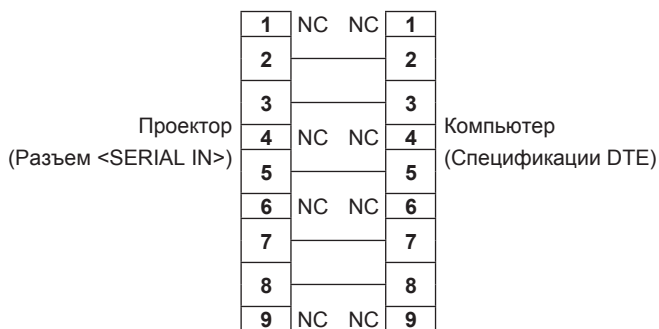 1 NC NC 1
2 2
3 3
Проектор
(Разъем <SERIAL IN>)
4 NC NC 4
Компьютер
(Спецификации DTE)
5 5
6 NC NC 6
7 7
8 8
9 NC NC 9